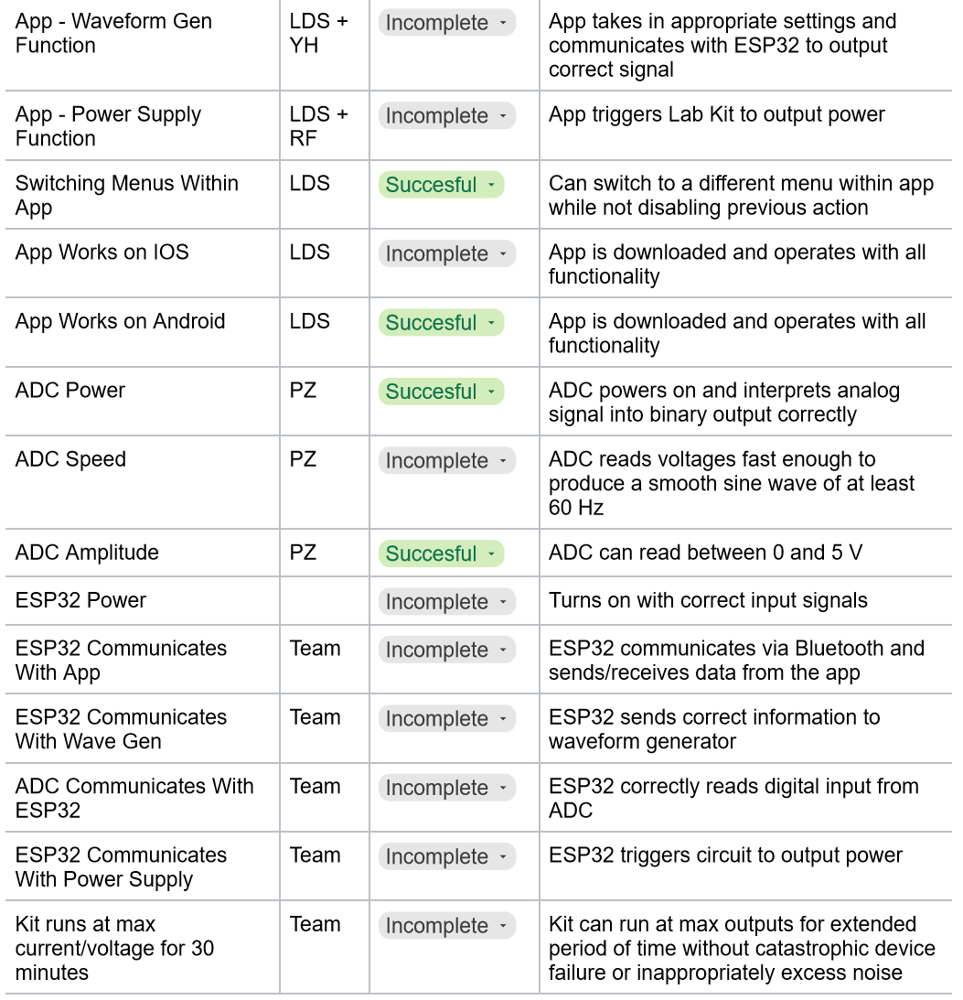 App - Waveform Gen
Function
LDS +
YH
Incomplete
App takes in appropriate settings and
communicates with ESP32 to output
correct signal
App - Power Supply
Function
LDS +
RF
Incomplete
App triggers Lab Kit to output power
Switching Menus Within
App
LDS
Succesful
Can switch to a different menu within app
while not disabling previous action
App Works on IOS
LDS
Incomplete
App is downloaded and operates with all
functionality
App Works on Android
LDS
Succesful
App is downloaded and operates with all
functionality
ADC Power
PZ
Succesful
ADC powers on and interprets analog
signal into binary output correctly
ADC Speed
PZ
Incomplete
ADC reads voltages fast enough to
produce a smooth sine wave of at least
60 Hz
ADC Amplitude
PZ
Succesful
ADC can read between 0 and 5 V
ESP32 Power
Incomplete
Turns on with correct input signals
ESP32 Communicates
With App
Team
Incomplete
ESP32 communicates via Bluetooth and
sends/receives data from the app
ESP32 Communicates
With Wave Gen
Team
Incomplete
ESP32 sends correct information to
waveform generator
ADC Communicates With
ESP32
Team
Incomplete
ESP32 correctly reads digital input from
ADC
ESP32 Communicates
With Power Supply
Team
Incomplete
ESP32 triggers circuit to output power
Kit runs at max
current/voltage for 30
minutes
Team
Incomplete
Kit can run at max outputs for extended
period of time without catastrophic device
failure or inappropriately excess noise